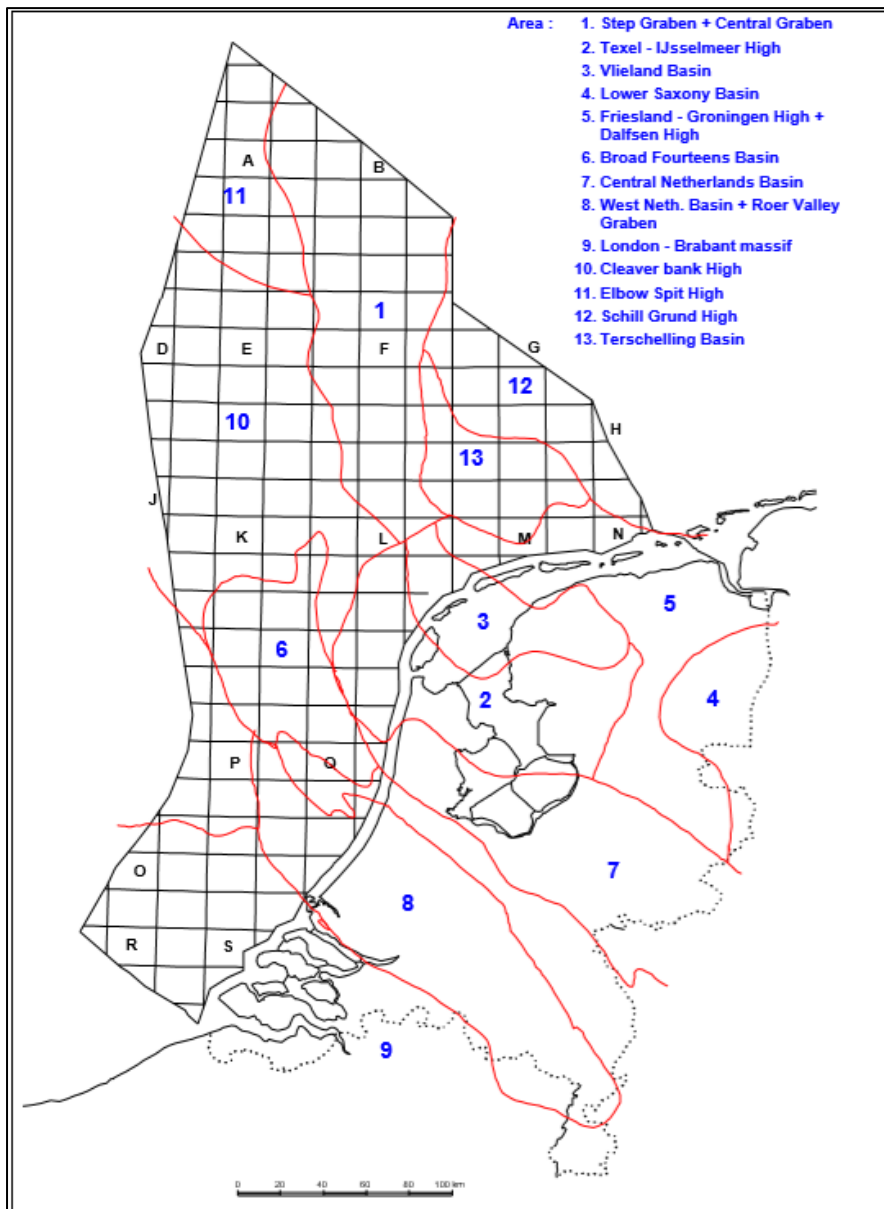 Area : 1. Step Graben + Central Graben
2. Texel - IJsselmeer High
3. Vlieland Basin
4. Lower Saxony Basin
5. Friesland - Groningen High +
Dalfsen High
6. Broad Fourteens Basin
7. Central Netherlands Basin
8. West Neth. Basin + Roer Valley
Graben
9. London - Brabant massif
10. Cleaver bank High
11. Elbow Spit High
12. Schill Grund High
13. Terschelling Basin
A
B
11
1
D
E
F
G
12
10
H
13
J
K
L
M
N
3
5
6
2
4
P
Q
O
7
8
R
S
9
0 20 40 60 80 100 km